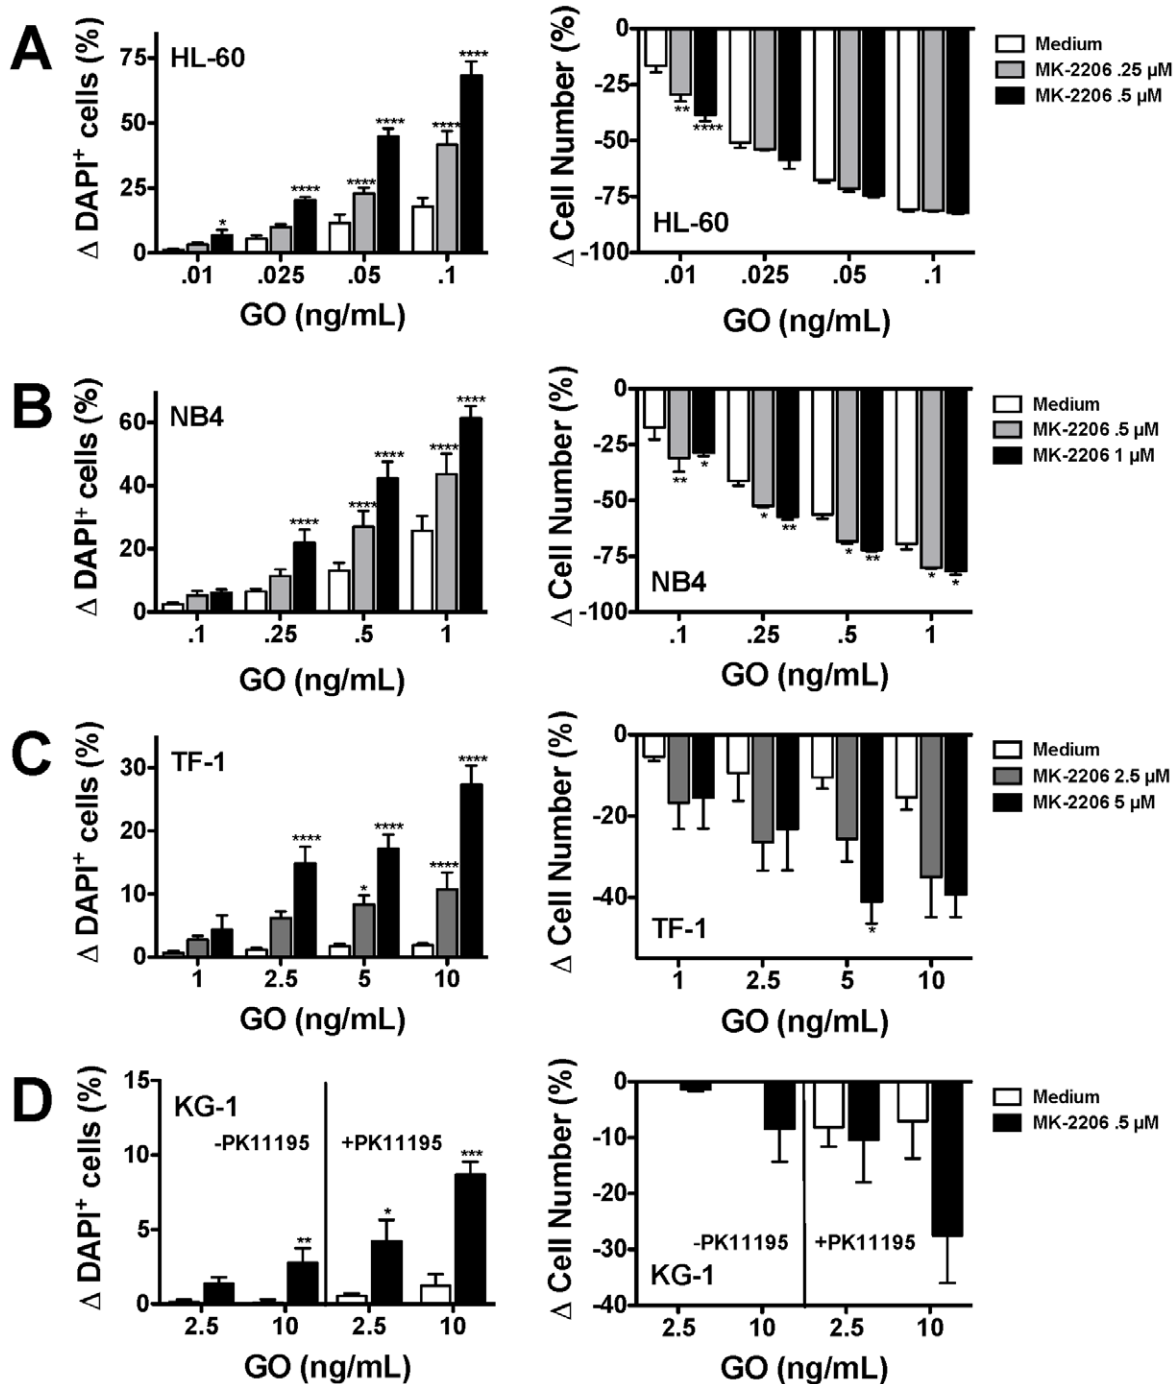 A
HL-60
Δ DAPI+ cells (%)
75
50
25
0
*
****
****
****
****
****
.01 .025 .05 .1
GO (ng/mL)
HL-60
Δ Cell Number (%)
0
-25
-50
-75
-100
**
****
.01 .025 .05 .1
GO (ng/mL)
Medium
MK-2206 .25 μM
MK-2206 .5 μM
B
NB4
Δ DAPI+ cells (%)
60
40
20
0
****
****
****
****
****
.1 .25 .5 1
GO (ng/mL)
NB4
Δ Cell Number (%)
0
-25
-50
-75
-100
**
*
*
**
*
**
*
*
.1 .25 .5 1
GO (ng/mL)
Medium
MK-2206 .5 μM
MK-2206 1 μM
C
TF-1
Δ DAPI+ cells (%)
30
20
10
0
****
*
****
****
****
1 2.5 5 10
GO (ng/mL)
TF-1
Δ Cell Number (%)
0
-20
-40
*
1 2.5 5 10
GO (ng/mL)
Medium
MK-2206 2.5 μM
MK-2206 5 μM
D
KG-1
-PK11195 +PK11195
Δ DAPI+ cells (%)
15
10
5
0
**
*
***
2.5 10 2.5 10
GO (ng/mL)
KG-1
-PK11195 +PK11195
Δ Cell Number (%)
0
-10
-20
-30
-40
2.5 10 2.5 10
GO (ng/mL)
Medium
MK-2206 .5 μM